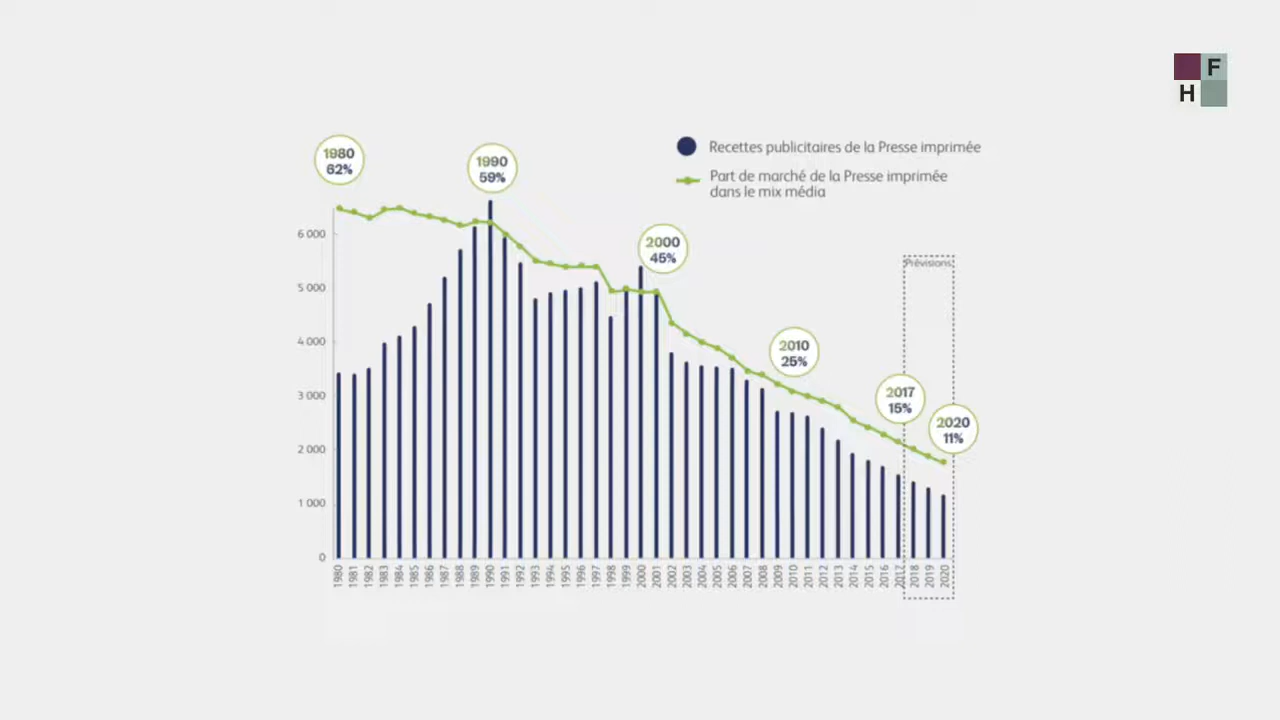 F
H
1980
62%
1990
59%
Recettes publicitaires de la Presse imprimée
Part de marché de la Presse imprimée
dans le mix média
2000
45%
Prévisions
2010
25%
2017
15%
2020
11%
6 000
5 000
4 000
3 000
2 000
1 000
0
1980 1981 1982 1983 1984 1985 1986 1987 1988 1989 1990 1991 1992 1993 1994 1995 1996 1997 1998 1999 2000 2001 2002 2003 2004 2005 2006 2007 2008 2009 2010 2011 2012 2013 2014 2015 2016 2017 2018 2019 2020